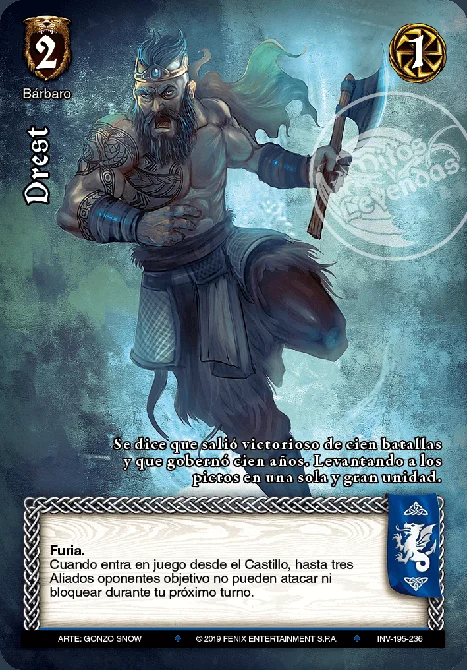 2
1
Bárbaro
Drest
Mitos
Leyendas
Se dice que salió victorioso de cien batallas
y que gobernó cien años. Levantando a los
pictos en una sola y gran unidad.
Furia.
Cuando entra en juego desde el Castillo, hasta tres
Aliados oponentes objetivo no pueden atacar ni
bloquear durante tu próximo turno.
ARTE: GONZO SNOW
© 2019 FENIX ENTERTAINMENT S.P.A.
INV-195-236